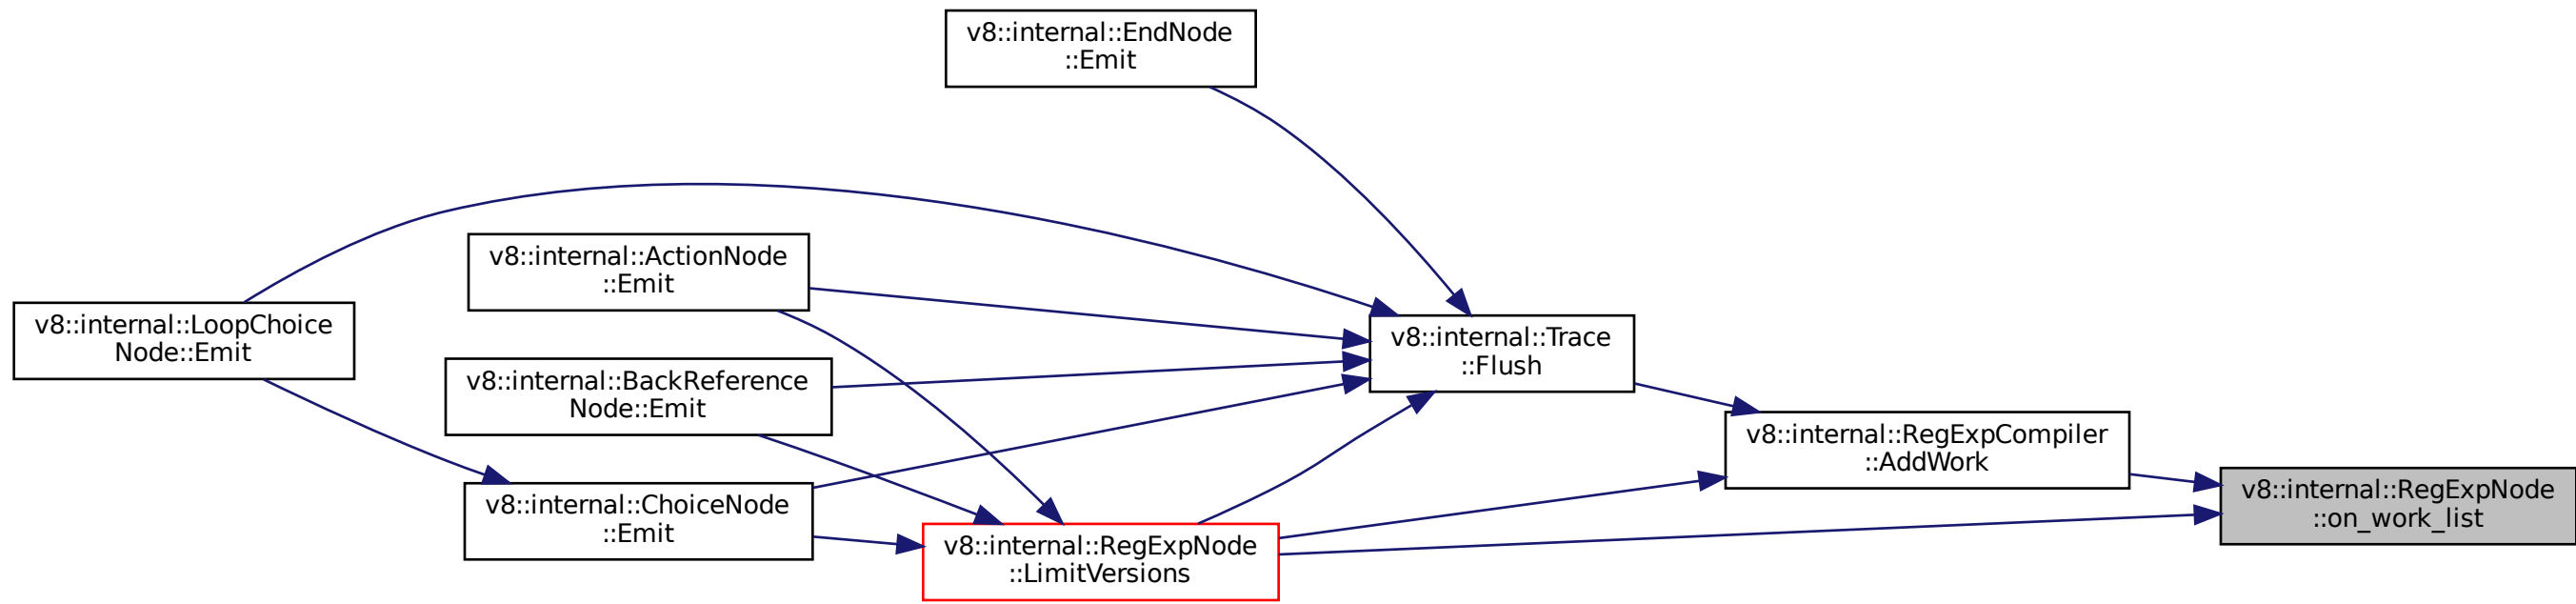 v8::internal::EndNode
::Emit
v8::internal::ActionNode
::Emit
v8::internal::LoopChoice
Node::Emit
v8::internal::Trace
::Flush
v8::internal::BackReference
Node::Emit
v8::internal::RegExpCompiler
::AddWork
v8::internal::RegExpNode
::on_work_list
v8::internal::ChoiceNode
::Emit
v8::internal::RegExpNode
::LimitVersions